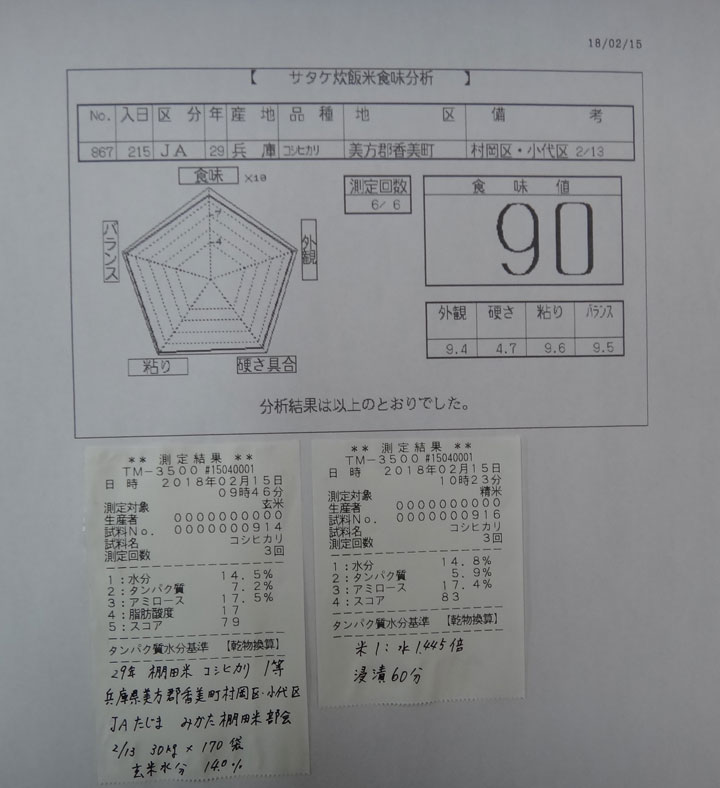 18/02/15
【 サタケ炊飯米食味分析 】
No. 入日 区分 年 産地 品種 地区 備考
867 215 JA 29 兵庫 コシヒカリ 美方郡香美町 村岡区・小代区 2/13
食味 ×10
外観
硬さ具合
粘り
バランス
測定回数
6/ 6
食味値
90
外観 硬さ 粘り バランス
9.4 4.7 9.6 9.5
分析結果は以上のとおりでした。
** 測定結果 **
TM-3500 #15040001
日 時 2018年02月15日
09時46分
測定対象 玄米
生産者 0000000000
試料No. 0000000914
試料名 コシヒカリ
測定回数 3回
1:水分 14.5%
2:タンパク質 7.2%
3:アミロース 17.5%
4:脂肪酸度 17
5:スコア 79
タンパク質水分基準 【乾物換算】
29年 棚田米 コシヒカリ 1等
兵庫県美方郡香美町村岡区・小代区
JAたじま みかた棚田米部会
2/13 30kg × 170袋
玄米水分 14.0%
** 測定結果 **
TM-3500 #15040001
日 時 2018年02月15日
10時23分
測定対象 精米
生産者 0000000000
試料No. 0000000916
試料名 コシヒカリ
測定回数 3回
1:水分 14.8%
2:タンパク質 5.9%
3:アミロース 17.4%
4:スコア 83
タンパク質水分基準 【乾物換算】
米1:水1.445倍
浸漬60分